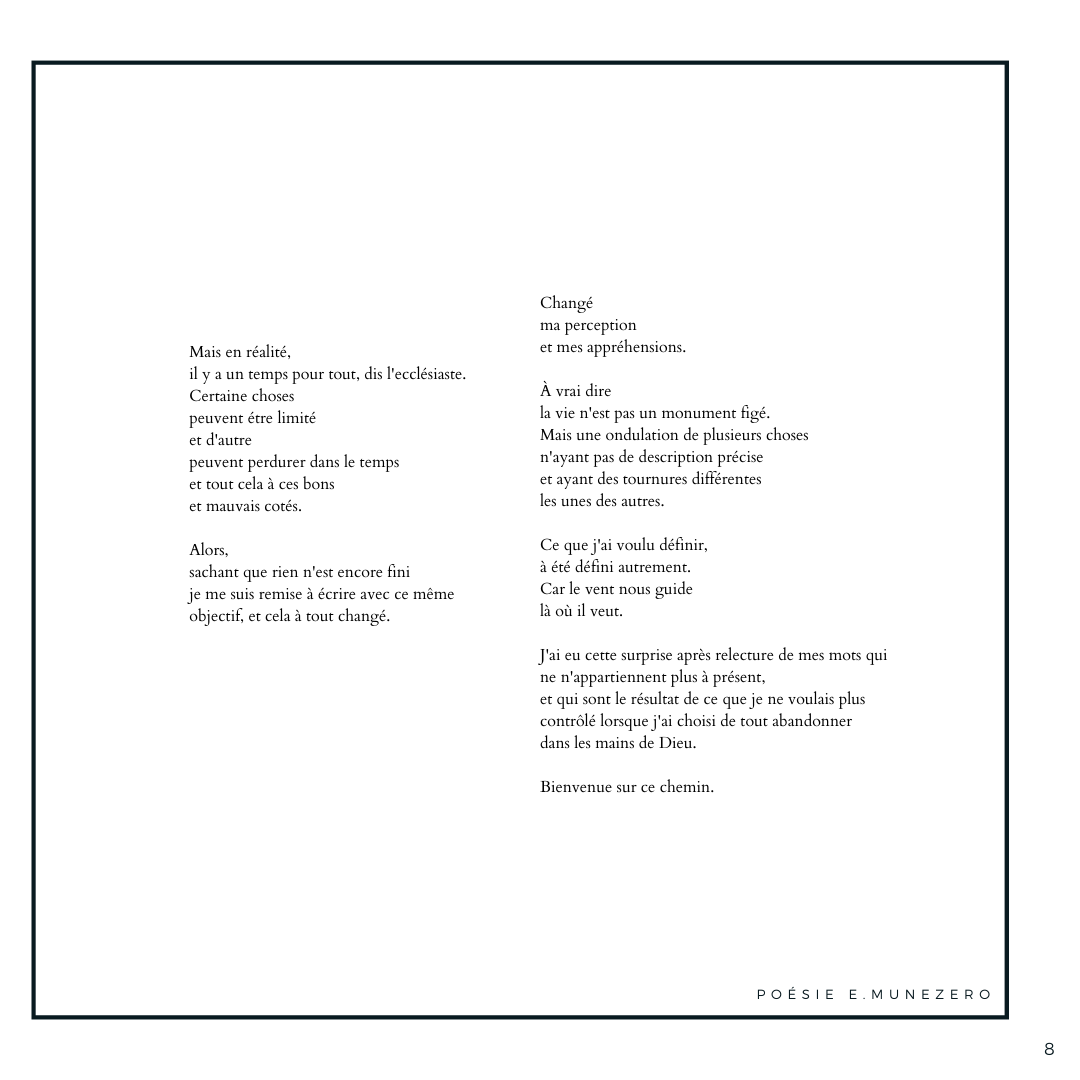 Mais en réalité,
il y a un temps pour tout, dis l'ecclésiaste.
Certaine choses
peuvent étre limité
et d'autre
peuvent perdurer dans le temps
et tout cela à ces bons
et mauvais cotés.
Alors,
sachant que rien n'est encore fini
je me suis remise à écrire avec ce même
objectif, et cela à tout changé.
Changé
ma perception
et mes appréhensions.
À vrai dire
la vie n'est pas un monument figé.
Mais une ondulation de plusieurs choses
n'ayant pas de description précise
et ayant des tournures différentes
les unes des autres.
Ce que j'ai voulu définir,
à été défini autrement.
Car le vent nous guide
là où il veut.
J'ai eu cette surprise après relecture de mes mots qui
ne n'appartiennent plus à présent,
et qui sont le résultat de ce que je ne voulais plus
contrôlé lorsque j'ai choisi de tout abandonner
dans les mains de Dieu.
Bienvenue sur ce chemin.
POÉSIE E.MUNEZERO
8